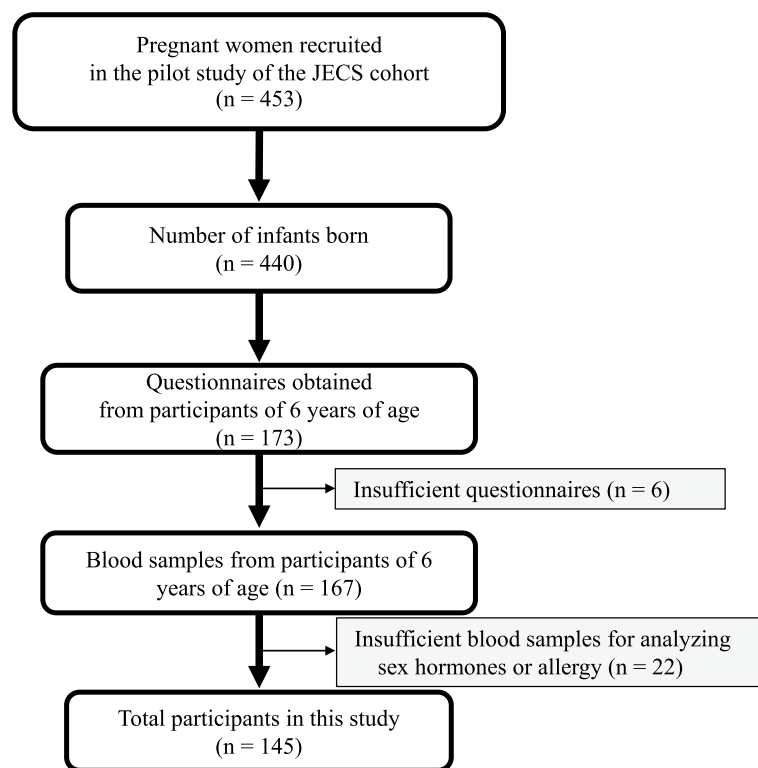 Pregnant women recruited
in the pilot study of the JECS cohort
(n = 453)
Number of infants born
(n = 440)
Questionnaires obtained
from participants of 6 years of age
(n = 173)
Insufficient questionnaires (n = 6)
Blood samples from participants of 6
years of age (n = 167)
Insufficient blood samples for analyzing
sex hormones or allergy (n = 22)
Total participants in this study
(n = 145)